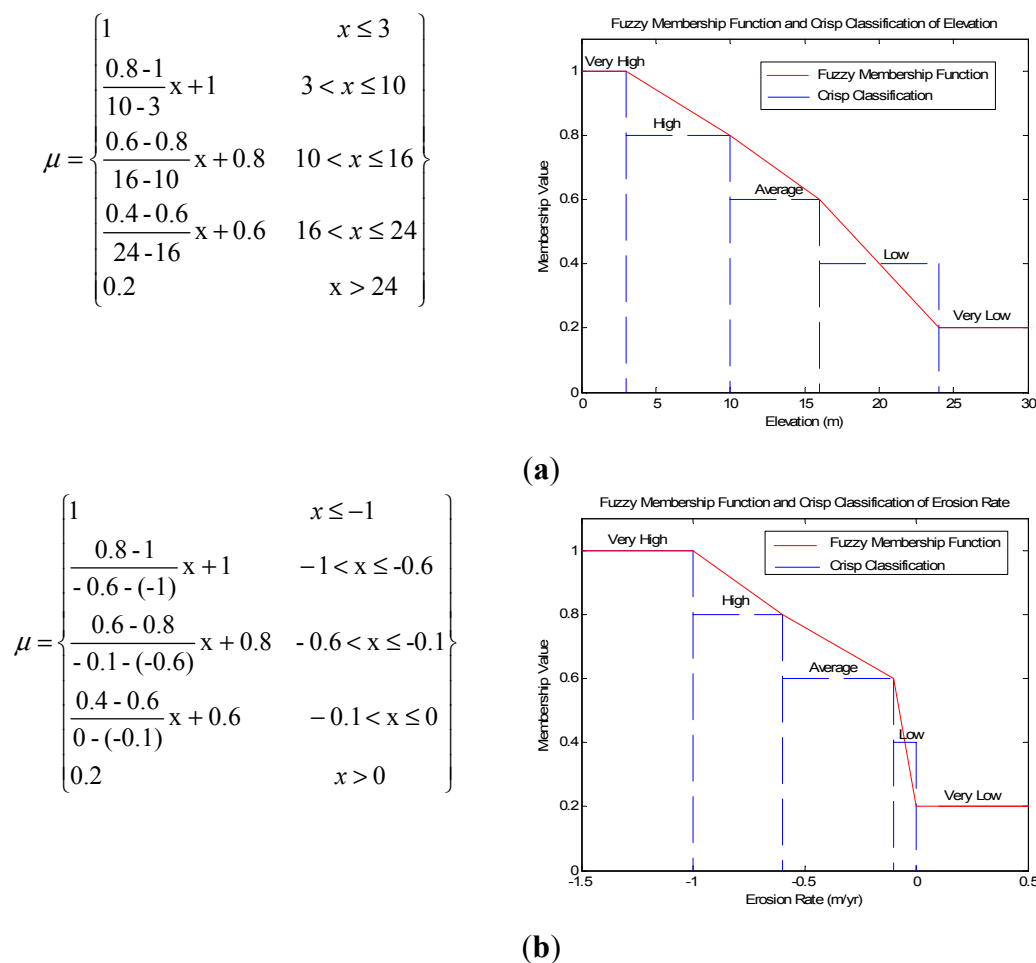 μ = { 1 x ≤ 3
0.8 - 1 / 10 - 3 x + 1 3 < x ≤ 10
0.6 - 0.8 / 16 - 10 x + 0.8 10 < x ≤ 16
0.4 - 0.6 / 24 - 16 x + 0.6 16 < x ≤ 24
0.2 x > 24 }
Fuzzy Membership Function and Crisp Classification of Elevation
Very High
Fuzzy Membership Function
Crisp Classification
High
Average
Low
Very Low
Membership Value
1
0.8
0.6
0.4
0.2
0
0 5 10 15 20 25 30
Elevation (m)
(a)
μ = { 1 x ≤ −1
0.8 - 1 / - 0.6 - (-1) x + 1 −1 < x ≤ -0.6
0.6 - 0.8 / - 0.1 - (-0.6) x + 0.8 - 0.6 < x ≤ -0.1
0.4 - 0.6 / 0 - (-0.1) x + 0.6 − 0.1 < x ≤ 0
0.2 x > 0 }
Fuzzy Membership Function and Crisp Classification of Erosion Rate
Very High
Fuzzy Membership Function
Crisp Classification
High
Average
Low
Very Low
Membership Value
1
0.8
0.6
0.4
0.2
0
-1.5 -1 -0.5 0 0.5
Erosion Rate (m/yr)
(b)